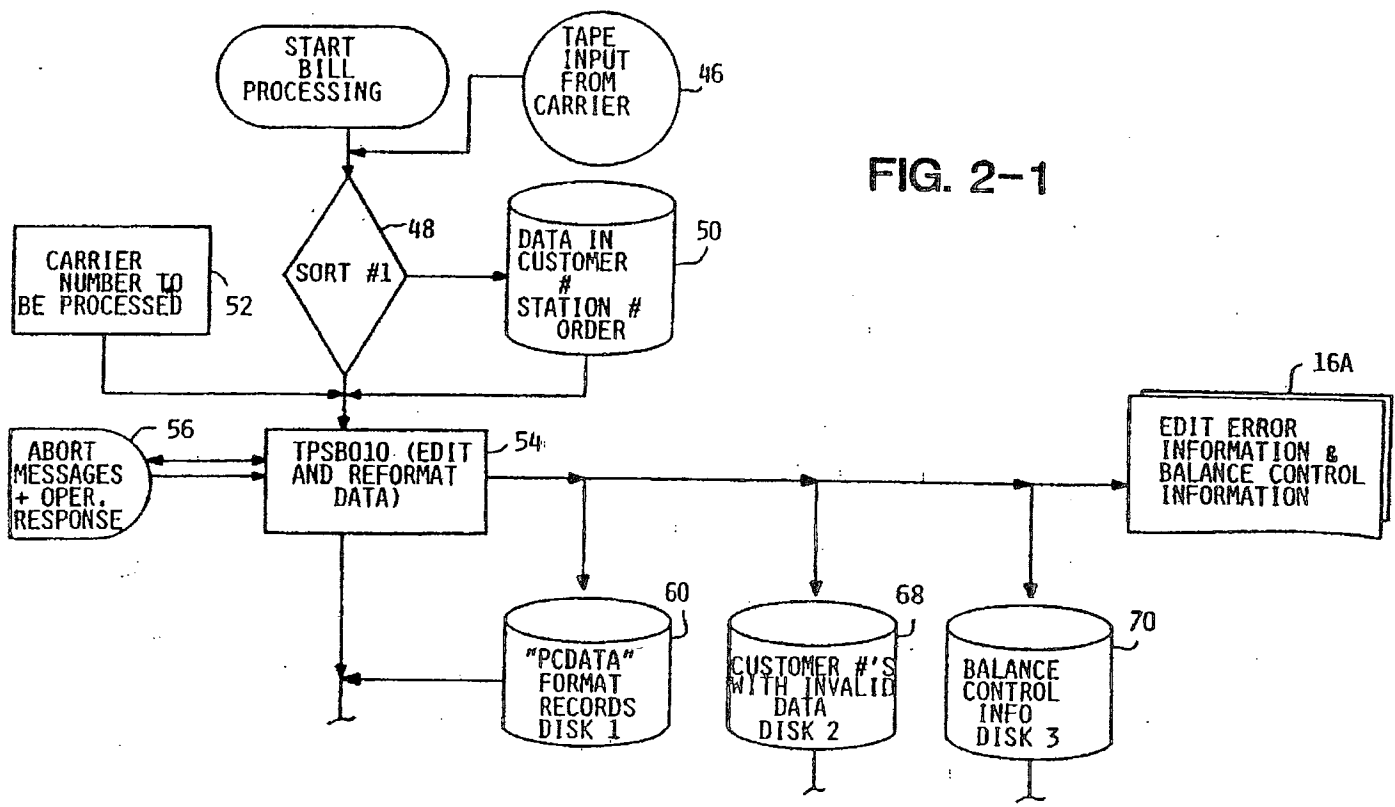 START
BILL
PROCESSING
TAPE
INPUT
FROM
CARRIER
46
FIG. 2-1
48
SORT #1
DATA IN
CUSTOMER
#
STATION #
ORDER
50
CARRIER
NUMBER TO
BE PROCESSED
52
16A
EDIT ERROR
INFORMATION &
BALANCE CONTROL
INFORMATION
56
ABORT
MESSAGES
+ OPER.
RESPONSE
TPSB010 (EDIT
AND REFORMAT
DATA)
54
60
"PCDATA"
FORMAT
RECORDS
DISK 1
68
CUSTOMER #'S
WITH INVALID
DATA
DISK 2
70
BALANCE
CONTROL
INFO
DISK 3